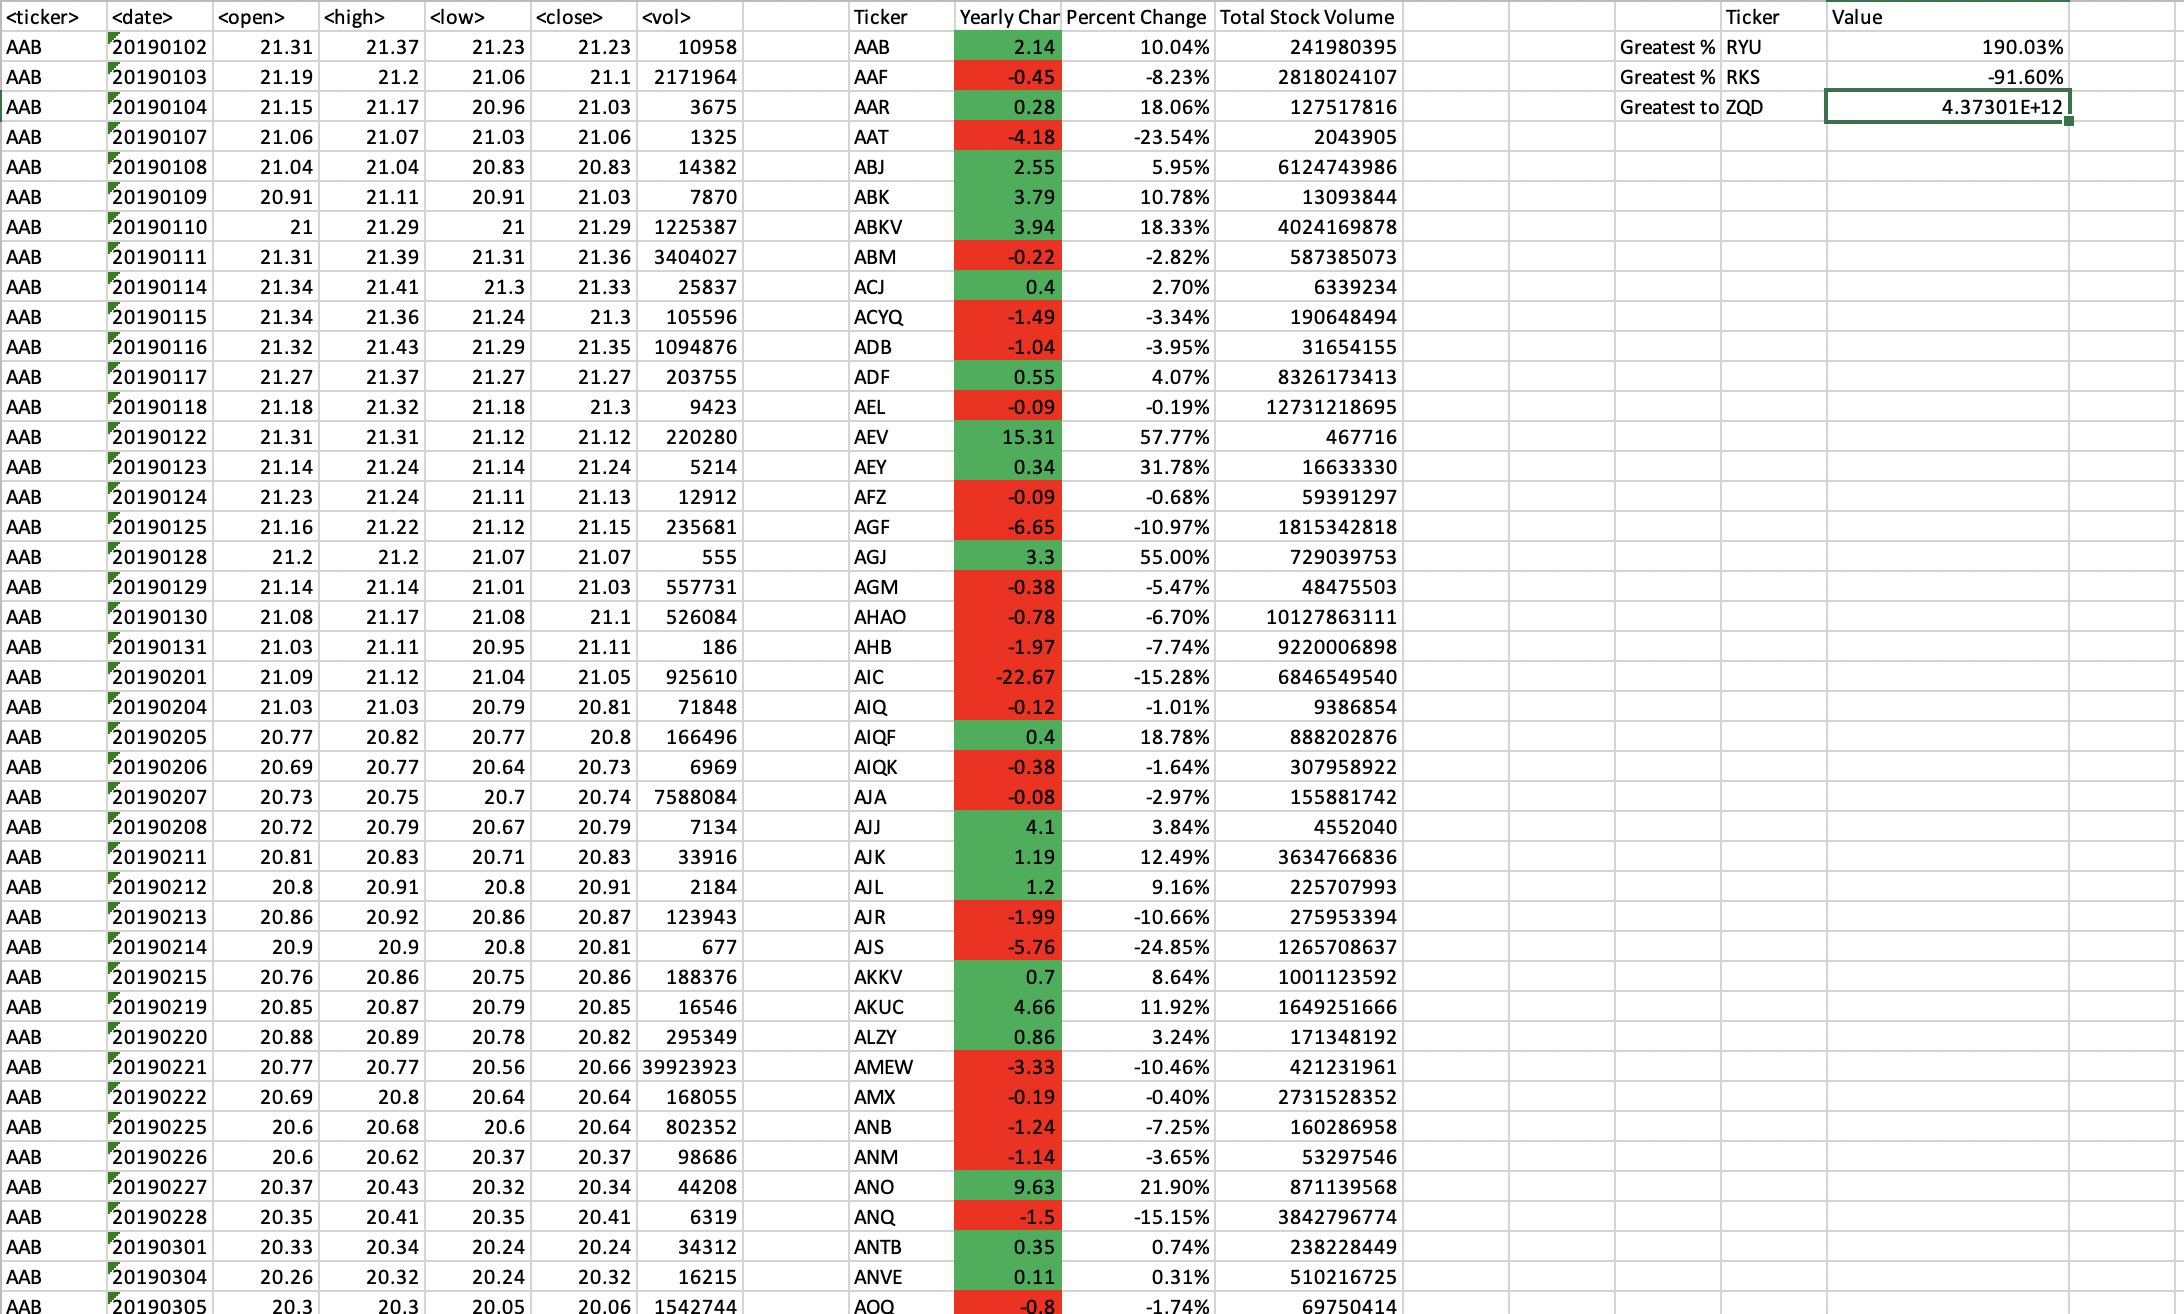 <ticker> <date> <open> <high> <low> <close> <vol> Ticker Yearly Char Percent Change Total Stock Volume Ticker Value
AAB 20190102 21.31 21.37 21.23 21.23 10958 AAB 2.14 10.04% 241980395 Greatest % RYU 190.03%
AAB 20190103 21.19 21.2 21.06 21.1 2171964 AAF -0.45 -8.23% 2818024107 Greatest % RKS -91.60%
AAB 20190104 21.15 21.17 20.96 21.03 3675 AAR 0.28 18.06% 127517816 Greatest to ZQD 4.37301E+12
AAB 20190107 21.06 21.07 21.03 21.06 1325 AAT -4.18 -23.54% 2043905
AAB 20190108 21.04 21.04 20.83 20.83 14382 ABJ 2.55 5.95% 6124743986
AAB 20190109 20.91 21.11 20.91 21.03 7870 ABK 3.79 10.78% 13093844
AAB 20190110 21 21.29 21 21.29 1225387 ABKV 3.94 18.33% 4024169878
AAB 20190111 21.31 21.39 21.31 21.36 3404027 ABM -0.22 -2.82% 587385073
AAB 20190114 21.34 21.41 21.3 21.33 25837 ACJ 0.4 2.70% 6339234
AAB 20190115 21.34 21.36 21.24 21.3 105596 ACYQ -1.49 -3.34% 190648494
AAB 20190116 21.32 21.43 21.29 21.35 1094876 ADB -1.04 -3.95% 31654155
AAB 20190117 21.27 21.37 21.27 21.27 203755 ADF 0.55 4.07% 8326173413
AAB 20190118 21.18 21.32 21.18 21.3 9423 AEL -0.09 -0.19% 12731218695
AAB 20190122 21.31 21.31 21.12 21.12 220280 AEV 15.31 57.77% 467716
AAB 20190123 21.14 21.24 21.14 21.24 5214 AEY 0.34 31.78% 16633330
AAB 20190124 21.23 21.24 21.11 21.13 12912 AFZ -0.09 -0.68% 59391297
AAB 20190125 21.16 21.22 21.12 21.15 235681 AGF -6.65 -10.97% 1815342818
AAB 20190128 21.2 21.2 21.07 21.07 555 AGJ 3.3 55.00% 729039753
AAB 20190129 21.14 21.14 21.01 21.03 557731 AGM -0.38 -5.47% 48475503
AAB 20190130 21.08 21.17 21.08 21.1 526084 AHAO -0.78 -6.70% 10127863111
AAB 20190131 21.03 21.11 20.95 21.11 186 AHB -1.97 -7.74% 9220006898
AAB 20190201 21.09 21.12 21.04 21.05 925610 AIC -22.67 -15.28% 6846549540
AAB 20190204 21.03 21.03 20.79 20.81 71848 AIQ -0.12 -1.01% 9386854
AAB 20190205 20.77 20.82 20.77 20.8 166496 AIQF 0.4 18.78% 888202876
AAB 20190206 20.69 20.77 20.64 20.73 6969 AIQK -0.38 -1.64% 307958922
AAB 20190207 20.73 20.75 20.7 20.74 7588084 AJA -0.08 -2.97% 155881742
AAB 20190208 20.72 20.79 20.67 20.79 7134 AJJ 4.1 3.84% 4552040
AAB 20190211 20.81 20.83 20.71 20.83 33916 AJK 1.19 12.49% 3634766836
AAB 20190212 20.8 20.91 20.8 20.91 2184 AJL 1.2 9.16% 225707993
AAB 20190213 20.86 20.92 20.86 20.87 123943 AJR -1.99 -10.66% 275953394
AAB 20190214 20.9 20.9 20.8 20.81 677 AJS -5.76 -24.85% 1265708637
AAB 20190215 20.76 20.86 20.75 20.86 188376 AKKV 0.7 8.64% 1001123592
AAB 20190219 20.85 20.87 20.79 20.85 16546 AKUC 4.66 11.92% 1649251666
AAB 20190220 20.88 20.89 20.78 20.82 295349 ALZY 0.86 3.24% 171348192
AAB 20190221 20.77 20.77 20.56 20.66 39923923 AMEW -3.33 -10.46% 421231961
AAB 20190222 20.69 20.8 20.64 20.64 168055 AMX -0.19 -0.40% 2731528352
AAB 20190225 20.6 20.68 20.6 20.64 802352 ANB -1.24 -7.25% 160286958
AAB 20190226 20.6 20.62 20.37 20.37 98686 ANM -1.14 -3.65% 53297546
AAB 20190227 20.37 20.43 20.32 20.34 44208 ANO 9.63 21.90% 871139568
AAB 20190228 20.35 20.41 20.35 20.41 6319 ANQ -1.5 -15.15% 3842796774
AAB 20190301 20.33 20.34 20.24 20.24 34312 ANTB 0.35 0.74% 238228449
AAB 20190304 20.26 20.32 20.24 20.32 16215 ANVE 0.11 0.31% 510216725
AAB 20190305 20.3 20.3 20.05 20.06 1542744 AOQ -0.8 -1.74% 69750414